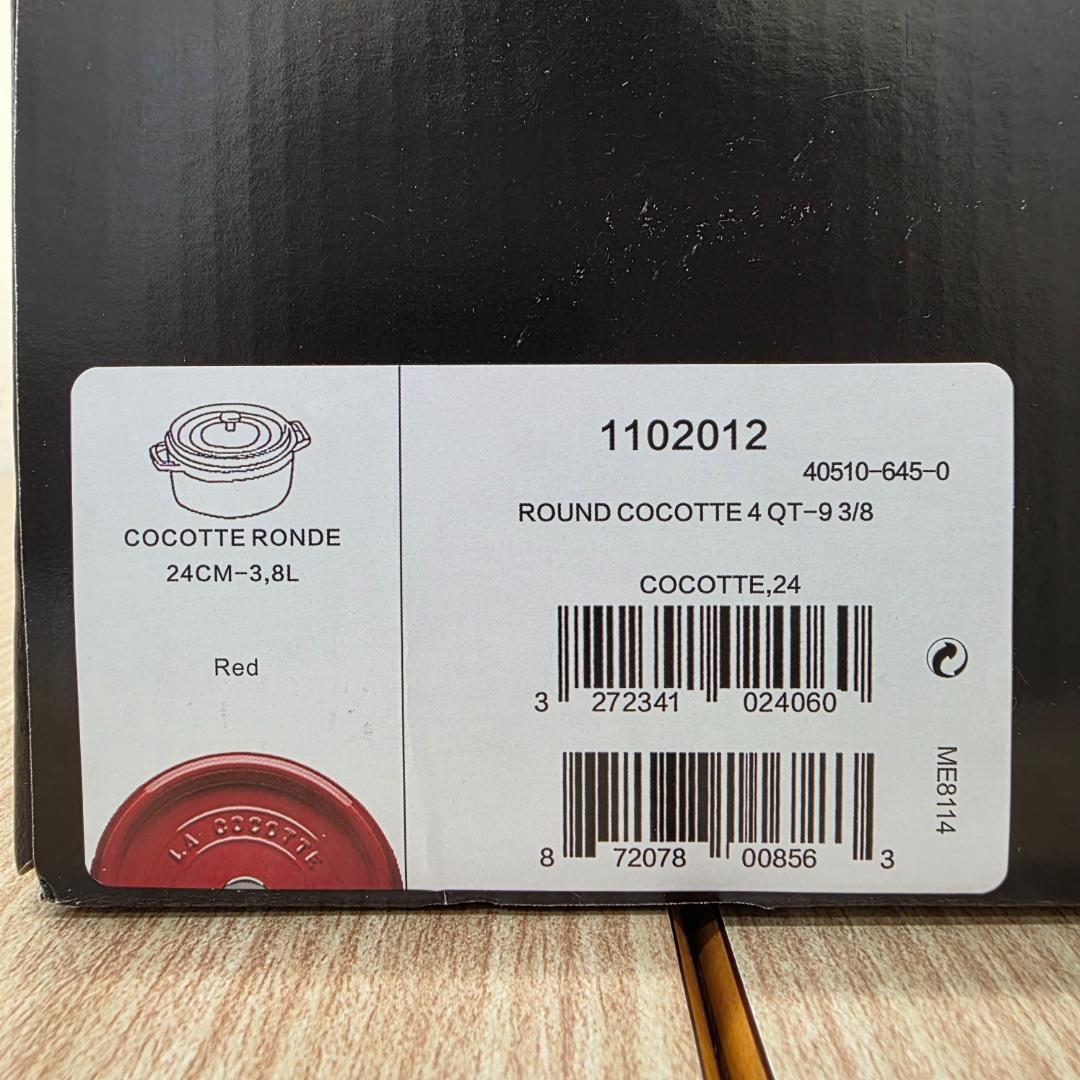 COCOTTE RONDE
24CM-3,8L
Red
LA COCOTTE
1102012
40510-645-0
ROUND COCOTTE 4 QT-9 3/8
COCOTTE,24
3 272341 024060
8 72078 00856 3
ME8114